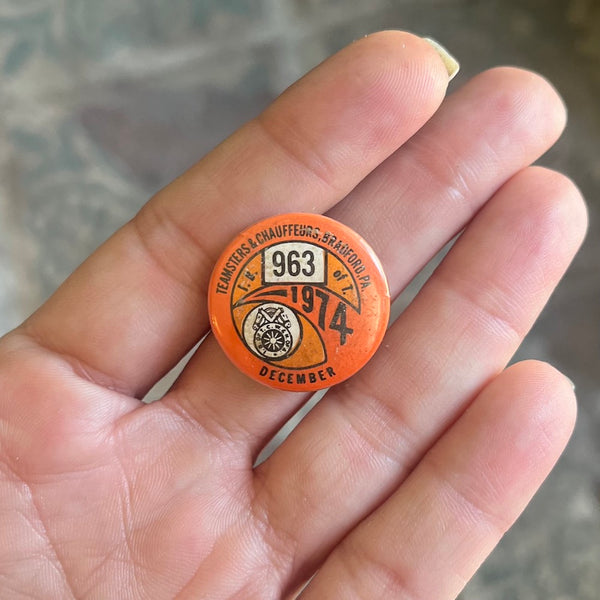 TEAMSTERS & CHAUFFEURS, BRADFORD, PA.
I. B. of T.
963
1974
DECEMBER